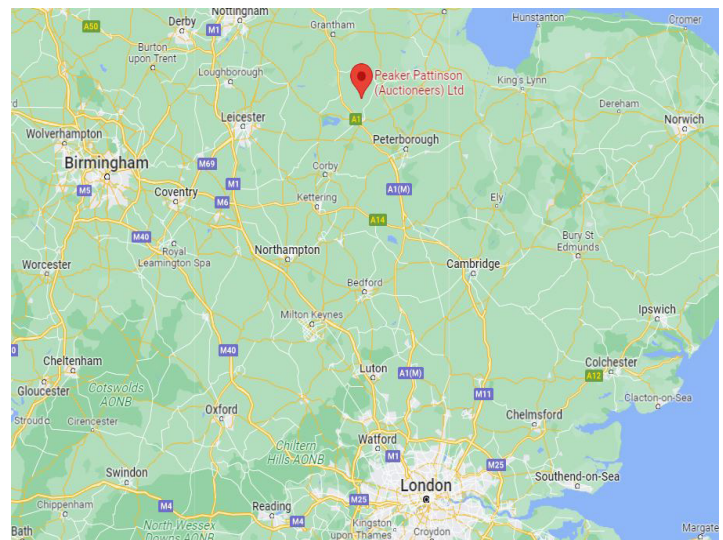 Nottingham
Hunstanton
Cromer
A50
Derby
M1
Grantham
Burton
upon Trent
Loughborough
Peaker Pattinson
(Auctioneers) Ltd
King's Lynn
Dereham
Norwich
Leicester
A1
Wolverhampton
Peterborough
Birmingham
M69
Corby
M5
Coventry
M1
A1(M)
Ely
M6
Kettering
A14
M40
Royal
Leamington Spa
Northampton
Bury St
Edmunds
Worcester
Cambridge
Bedford
Milton Keynes
Ipswich
M40
Cheltenham
Luton
A1(M)
Colchester
A12
Gloucester
Cotswolds
AONB
M11
Clacton-on-Sea
Stroud
Cirencester
Oxford
Chelmsford
Chiltern
Hills AONB
Watford
M1
M25
Swindon
London
Southend-on-Sea
M25
Chippenham
M4
Reading
M4
Bath
North Wessex
Downs AONB
Kingston
upon Thames
Croydon
Margate